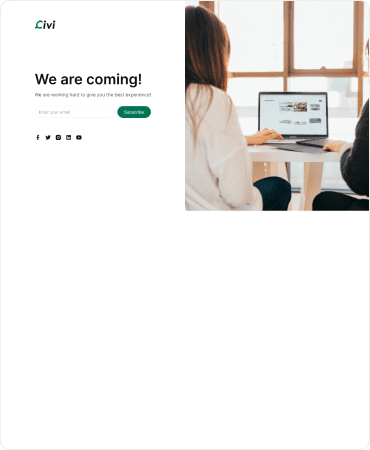 Civi
We are coming!
We are working hard to give you the best experience!
Enter your email
Subscribe